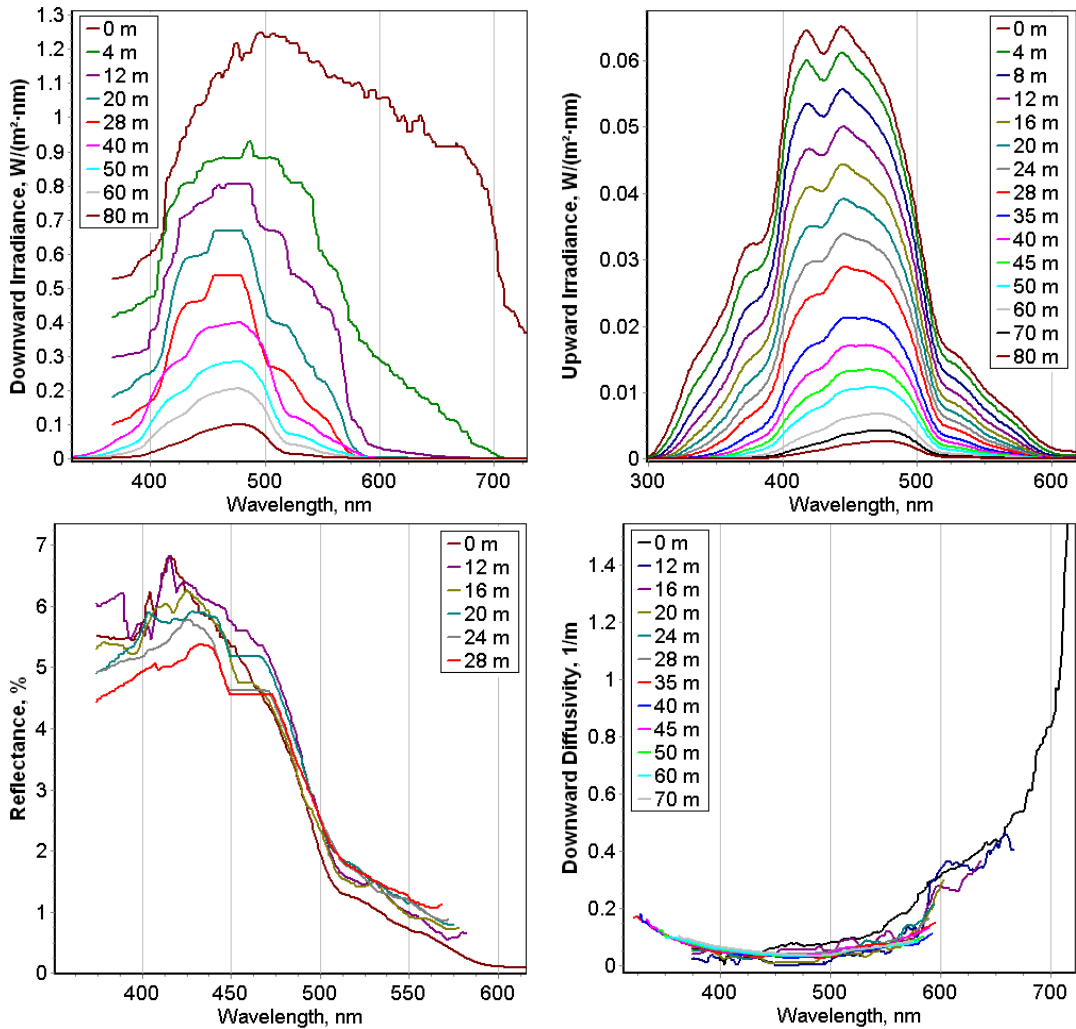 Downward Irradiance, W/(m²·nm)
1.3
1.2
1.1
1
0.9
0.8
0.7
0.6
0.5
0.4
0.3
0.2
0.1
0
0 m
4 m
12 m
20 m
28 m
40 m
50 m
60 m
80 m
400
500
600
700
Wavelength, nm
Upward Irradiance, W/(m²·nm)
0.06
0.05
0.04
0.03
0.02
0.01
0
0 m
4 m
8 m
12 m
16 m
20 m
24 m
28 m
35 m
40 m
45 m
50 m
60 m
70 m
80 m
300
400
500
600
Wavelength, nm
Reflectance, %
7
6
5
4
3
2
1
0
0 m
12 m
16 m
20 m
24 m
28 m
400
450
500
550
600
Wavelength, nm
Downward Diffusivity, 1/m
1.4
1.2
1
0.8
0.6
0.4
0.2
0
0 m
12 m
16 m
20 m
24 m
28 m
35 m
40 m
45 m
50 m
60 m
70 m
400
500
600
700
Wavelength, nm